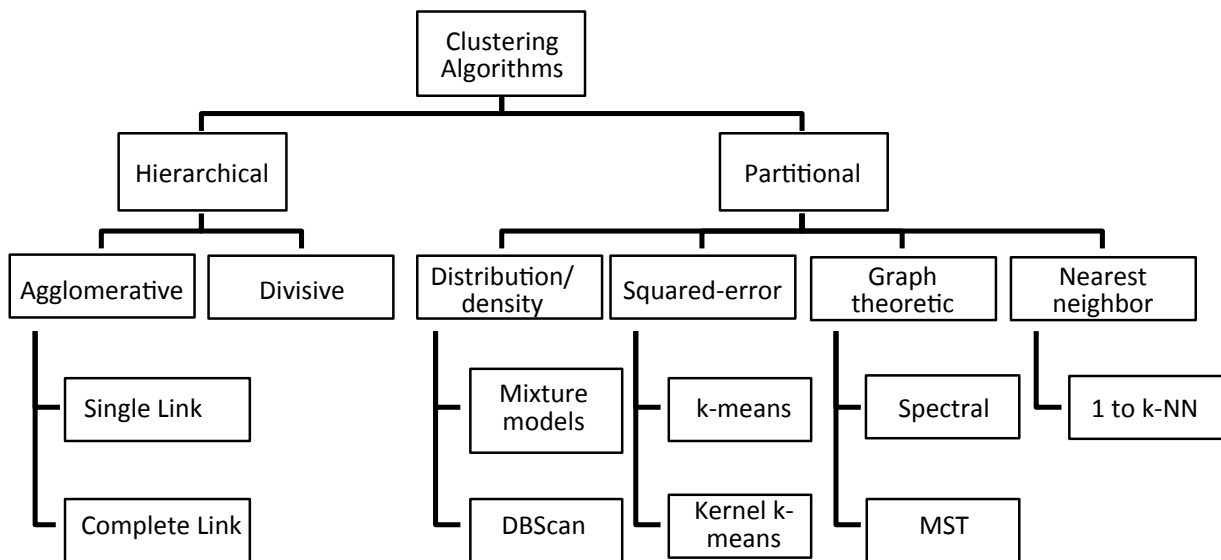 Clustering
Algorithms
Hierarchical
Partitional
Agglomerative
Divisive
Distribution/
density
Squared-error
Graph
theoretic
Nearest
neighbor
Single Link
Mixture
models
k-means
Spectral
1 to k-NN
Complete Link
DBScan
Kernel k-
means
MST